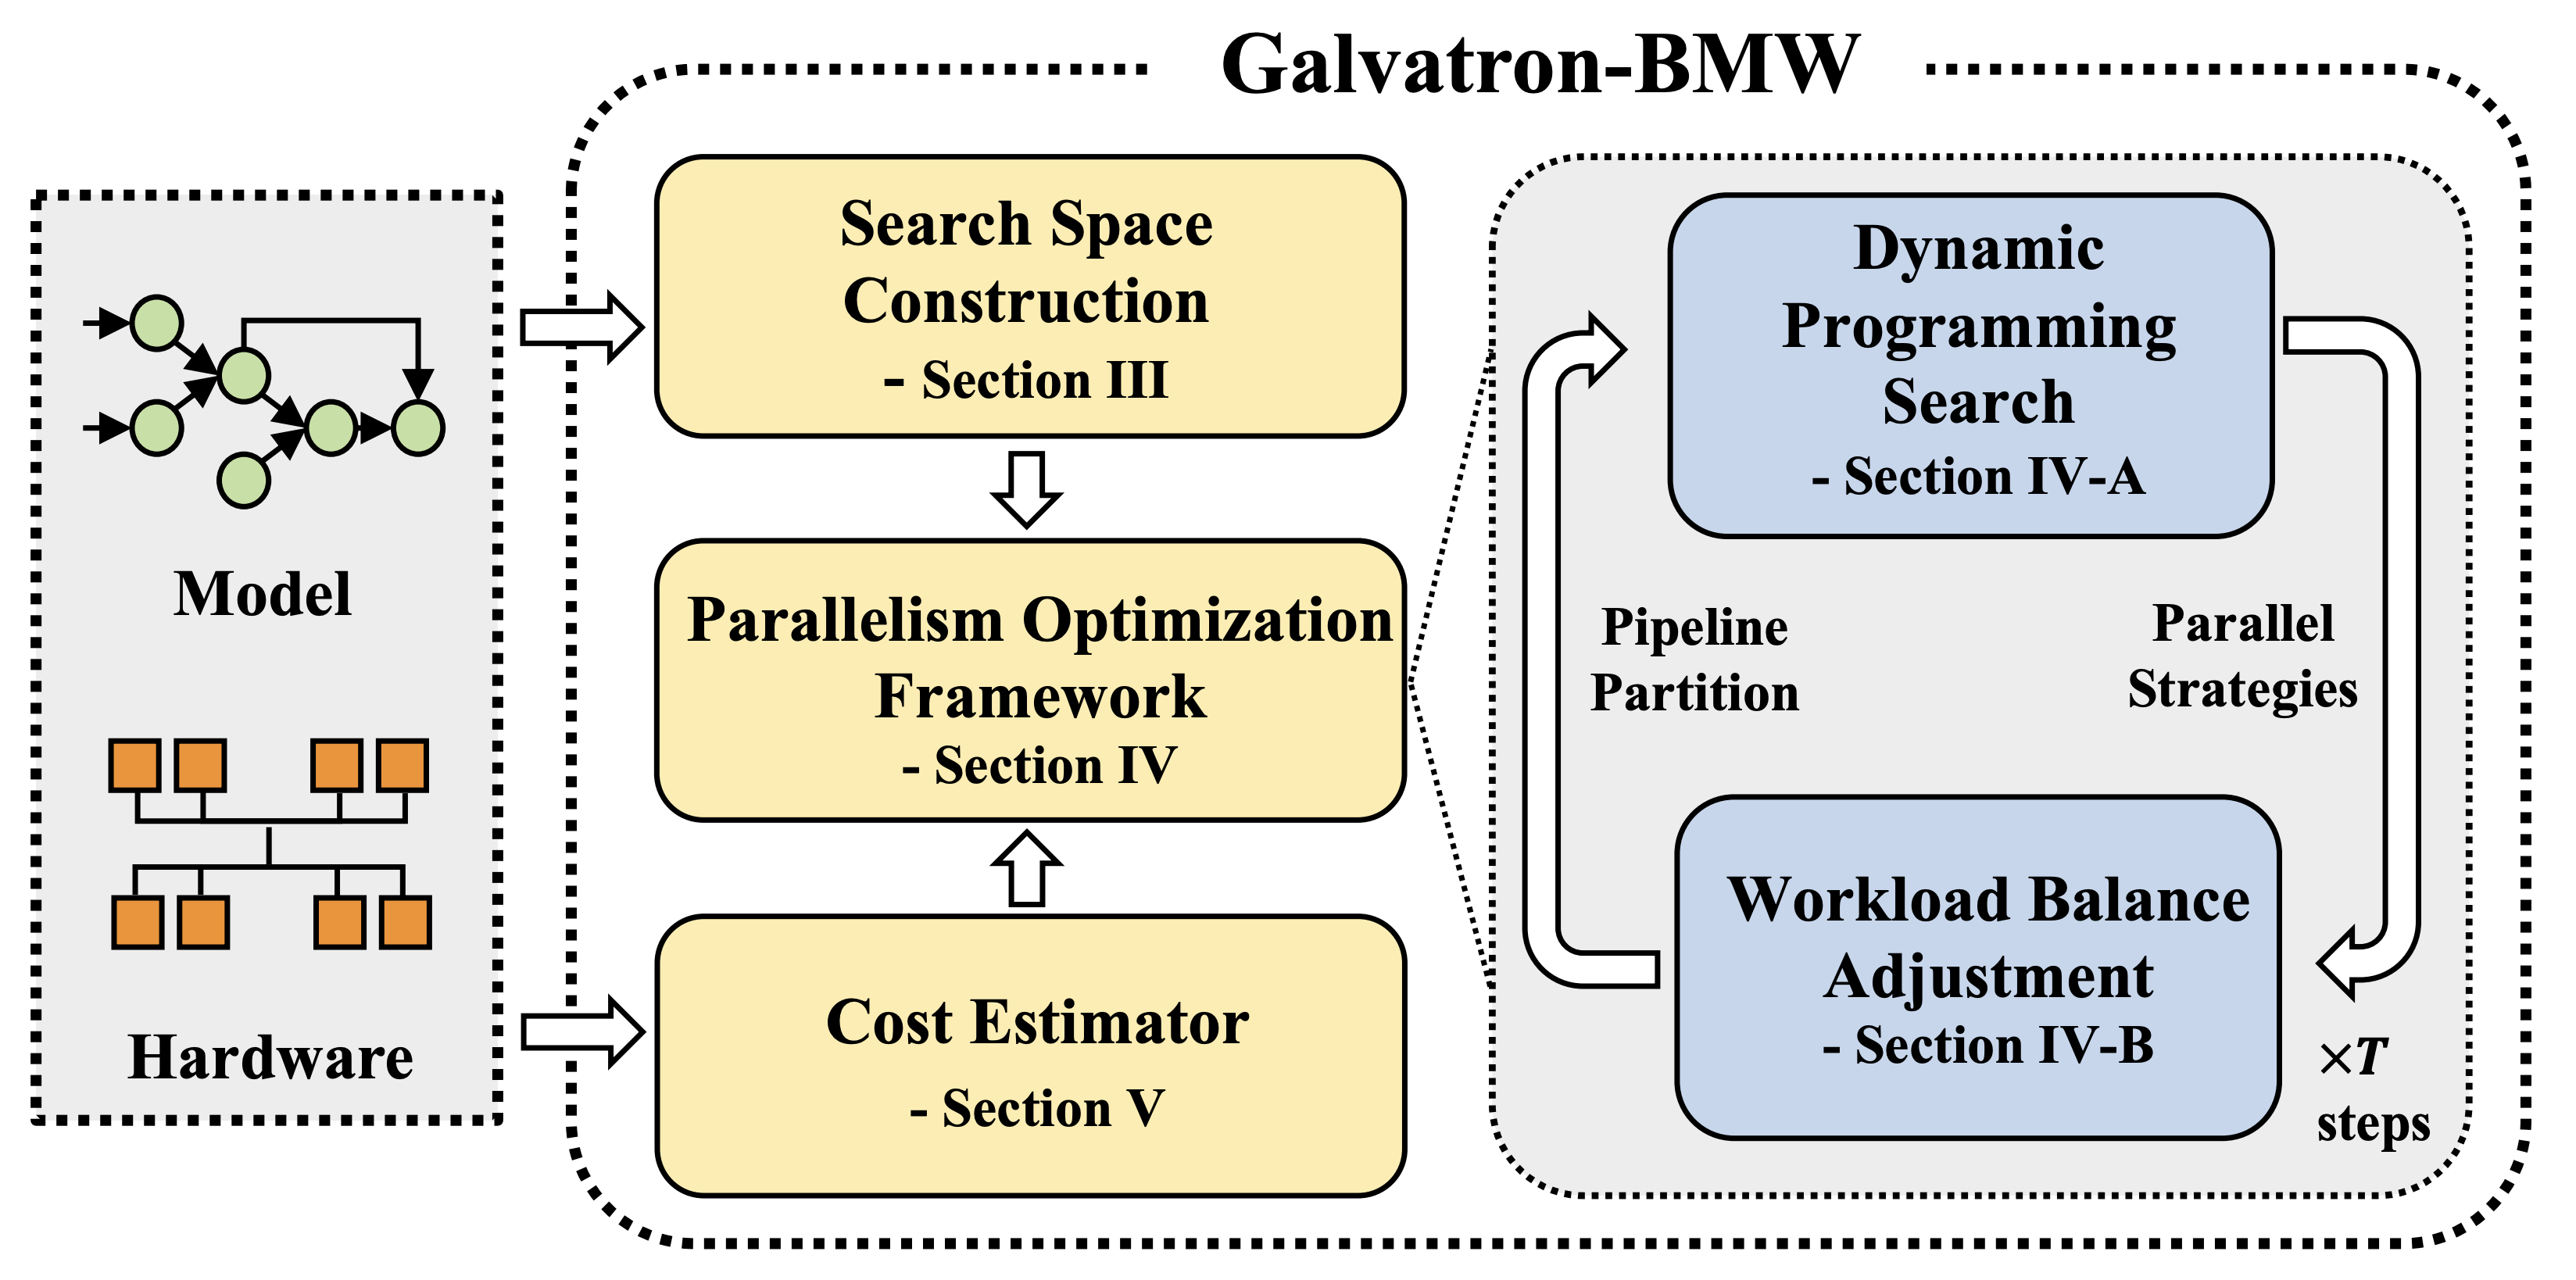 Galvatron-BMW
Model
Hardware
Search Space
Construction
- Section III
Parallelism Optimization
Framework
- Section IV
Cost Estimator
- Section V
Dynamic
Programming
Search
- Section IV-A
Pipeline
Partition
Parallel
Strategies
Workload Balance
Adjustment
- Section IV-B
×T
steps